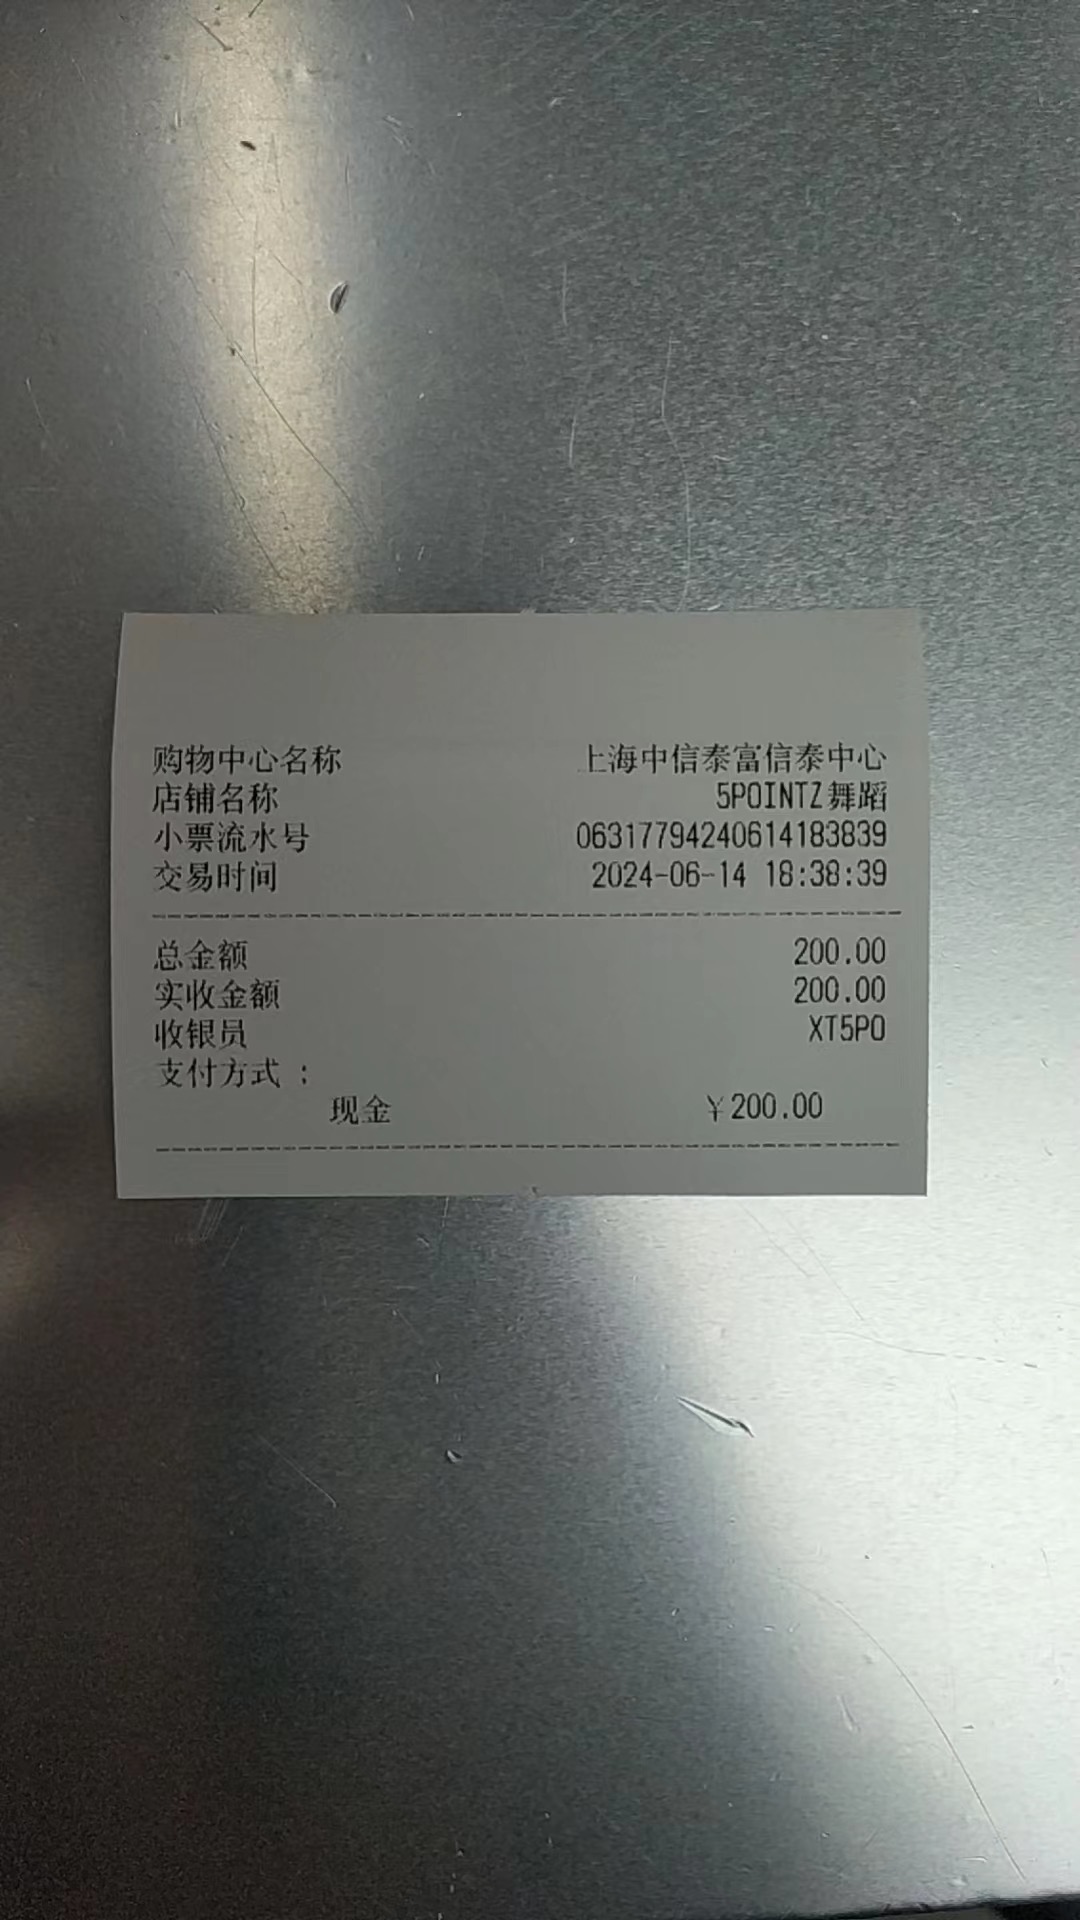 购物中心名称 上海中信泰富信泰中心
店铺名称 5POINTZ舞蹈
小票流水号 06317794240614183839
交易时间 2024-06-14 18:38:39
总金额 200.00
实收金额 200.00
收银员 XT5PO
支付方式：
现金 ￥200.00